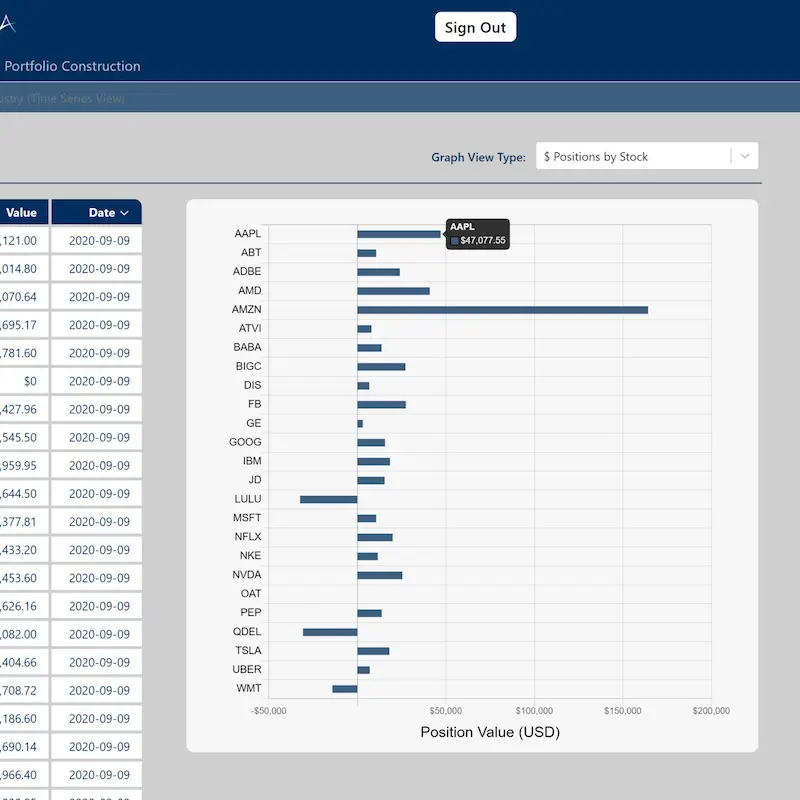 Sign Out
Portfolio Construction
ustry (Time Series View)
Graph View Type:
$ Positions by Stock
Value Date
,121.00 2020-09-09
,014.80 2020-09-09
,070.64 2020-09-09
,695.17 2020-09-09
,781.60 2020-09-09
$0 2020-09-09
,427.96 2020-09-09
,545.50 2020-09-09
,959.95 2020-09-09
,644.50 2020-09-09
,377.81 2020-09-09
,433.20 2020-09-09
,453.60 2020-09-09
,626.16 2020-09-09
,082.00 2020-09-09
,404.66 2020-09-09
,708.72 2020-09-09
,186.60 2020-09-09
,690.14 2020-09-09
,966.40 2020-09-09
AAPL
AAPL
$47,077.55
ABT
ADBE
AMD
AMZN
ATVI
BABA
BIGC
DIS
FB
GE
GOOG
IBM
JD
LULU
MSFT
NFLX
NKE
NVDA
OAT
PEP
QDEL
TSLA
UBER
WMT
-$50,000 $50,000 $100,000 $150,000 $200,000
Position Value (USD)